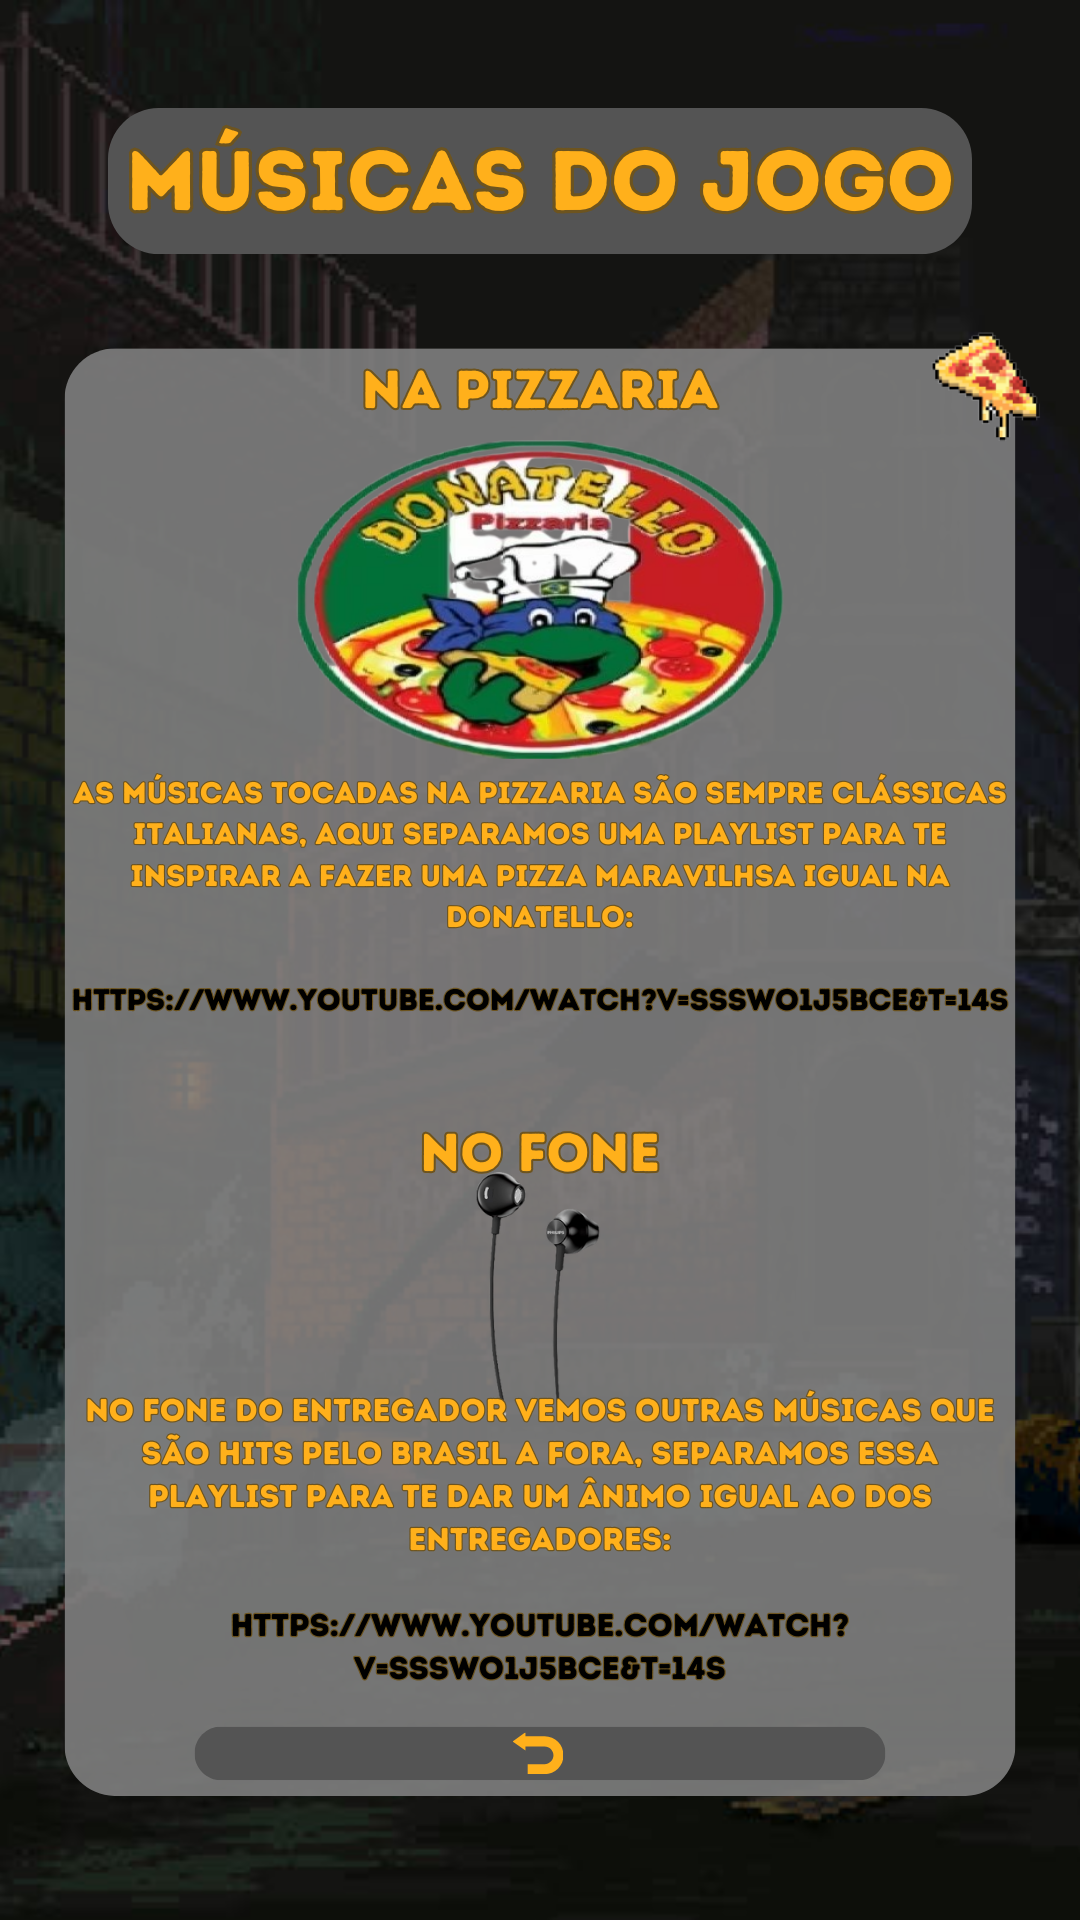 MÚSICAS DO JOGO
NA PIZZARIA
DONATELLO
Pizzaria
AS MÚSICAS TOCADAS NA PIZZARIA SÃO SEMPRE CLÁSSICAS
ITALIANAS, AQUI SEPARAMOS UMA PLAYLIST PARA TE
INSPIRAR A FAZER UMA PIZZA MARAVILHSA IGUAL NA
DONATELLO:
HTTPS://WWW.YOUTUBE.COM/WATCH?V=SSSWO1J5BCE&T=14S
NO FONE
NO FONE DO ENTREGADOR VEMOS OUTRAS MÚSICAS QUE
SÃO HITS PELO BRASIL A FORA, SEPARAMOS ESSA
PLAYLIST PARA TE DAR UM ÂNIMO IGUAL AO DOS
ENTREGADORES:
HTTPS://WWW.YOUTUBE.COM/WATCH?
V=SSSWO1J5BCE&T=14S